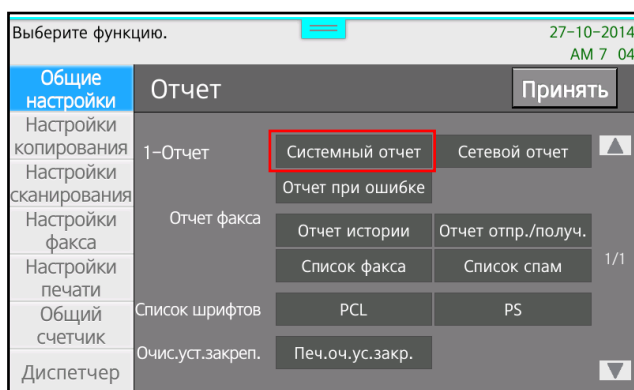 Выберите функцию.
27-10-2014
AM 7 04
Общие
настройки
Отчет
Принять
Настройки
копирования
1-Отчет
Системный отчет
Сетевой отчет
Настройки
сканирования
Отчет при ошибке
Настройки
факса
Отчет факса
Отчет истории
Отчет отпр./получ.
Настройки
печати
Список факса
Список спам
1/1
Общий
счетчик
Список шрифтов
PCL
PS
Очис.уст.закреп.
Печ.оч.ус.закр.
Диспетчер